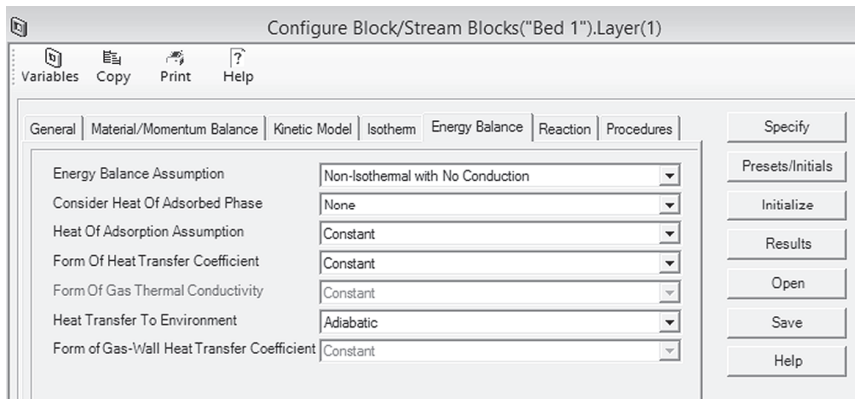 Configure Block/Stream Blocks("Bed 1").Layer(1)
Variables Copy Print Help
General Material/Momentum Balance Kinetic Model Isotherm Energy Balance Reaction Procedures
Energy Balance Assumption Non-Isothermal with No Conduction
Consider Heat Of Adsorbed Phase None
Heat Of Adsorption Assumption Constant
Form Of Heat Transfer Coefficient Constant
Form Of Gas Thermal Conductivity Constant
Heat Transfer To Environment Adiabatic
Form of Gas-Wall Heat Transfer Coefficient Constant
Specify
Presets/Initials
Initialize
Results
Open
Save
Help